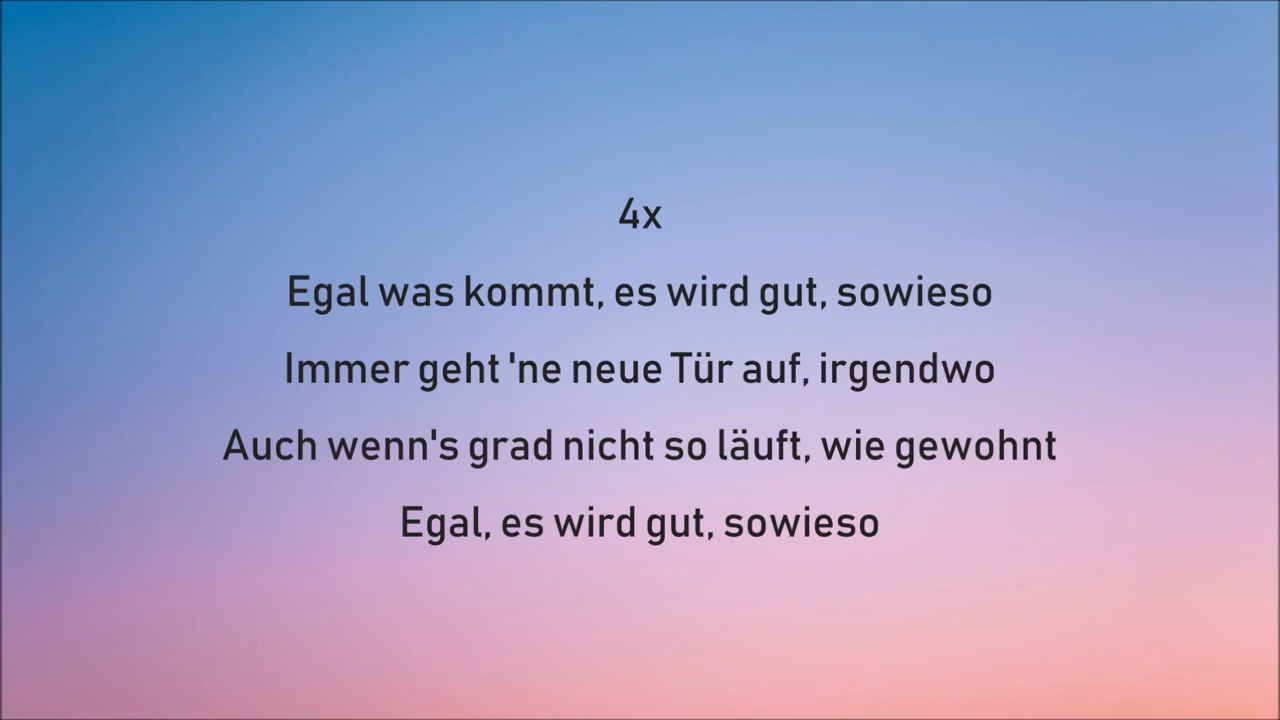 4x
Egal was kommt, es wird gut, sowieso
Immer geht 'ne neue Tür auf, irgendwo
Auch wenn's grad nicht so läuft, wie gewohnt
Egal, es wird gut, sowieso